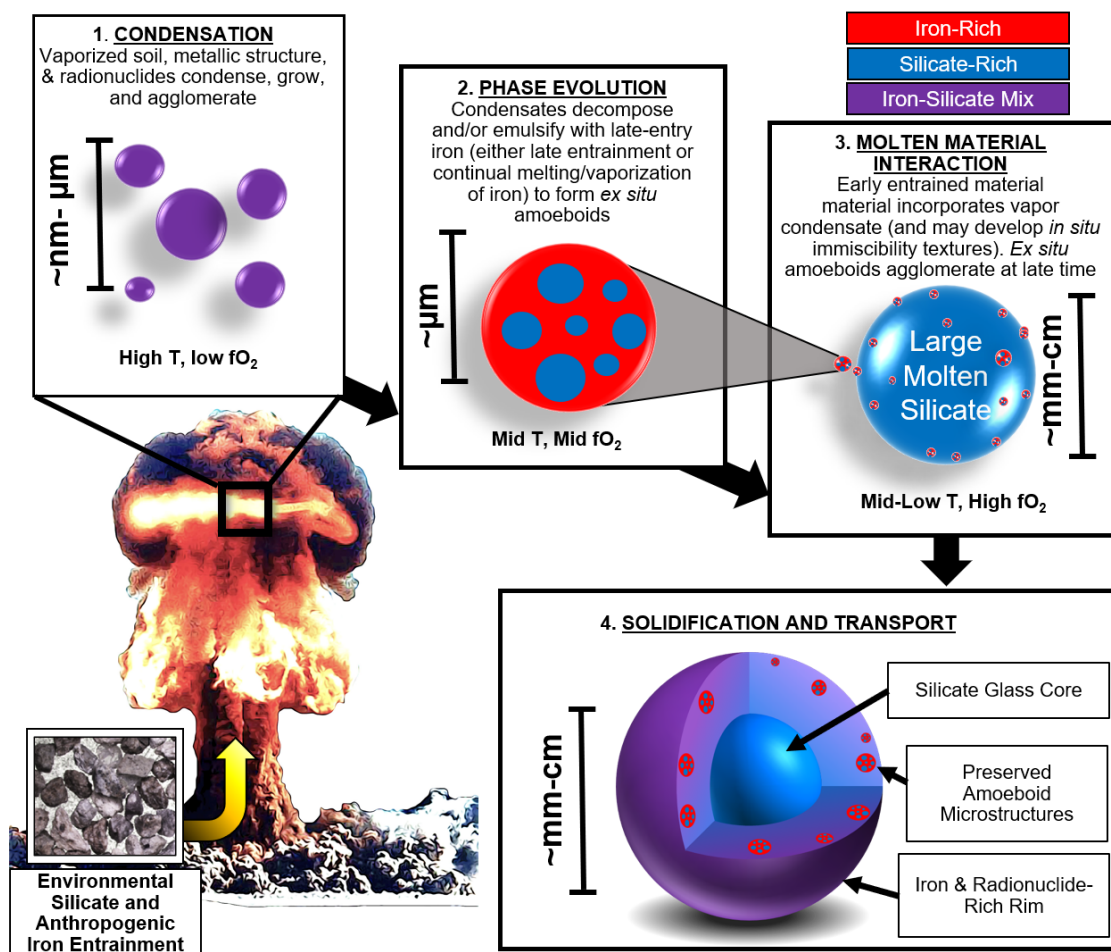 1. CONDENSATION
Vaporized soil, metallic structure,
& radionuclides condense, grow,
and agglomerate
~nm- µm
High T, low fO₂
Iron-Rich
Silicate-Rich
Iron-Silicate Mix
2. PHASE EVOLUTION
Condensates decompose
and/or emulsify with late-entry
iron (either late entrainment or
continual melting/vaporization
of iron) to form ex situ
amoeboids
~µm
Mid T, Mid fO₂
3. MOLTEN MATERIAL
INTERACTION
Early entrained material
material incorporates vapor
condensate (and may develop in situ
immiscibility textures). Ex situ
amoeboids agglomerate at late time
Large
Molten
Silicate
~mm-cm
Mid-Low T, High fO₂
4. SOLIDIFICATION AND TRANSPORT
~mm-cm
Silicate Glass Core
Preserved
Amoeboid
Microstructures
Iron & Radionuclide-
Rich Rim
Environmental
Silicate and
Anthropogenic
Iron Entrainment